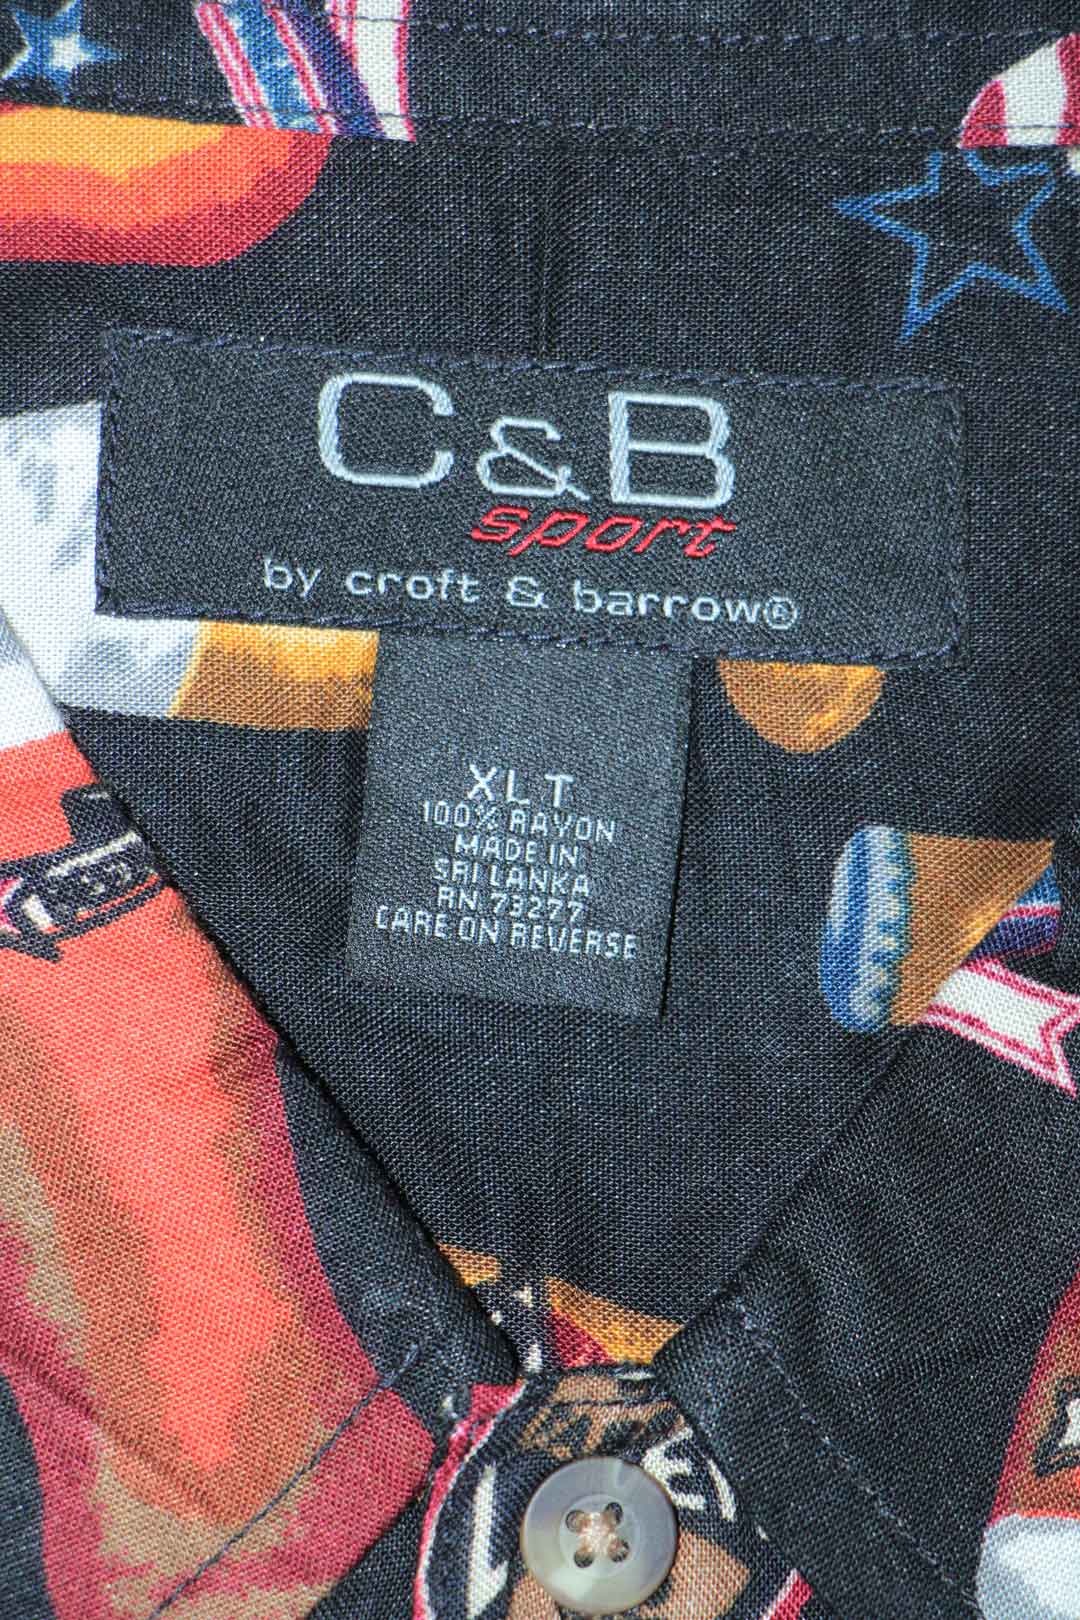 C&B
sport
by croft & barrow®
XLT
100% RAYON
MADE IN
SRI LANKA
RN 73277
CARE ON REVERSE